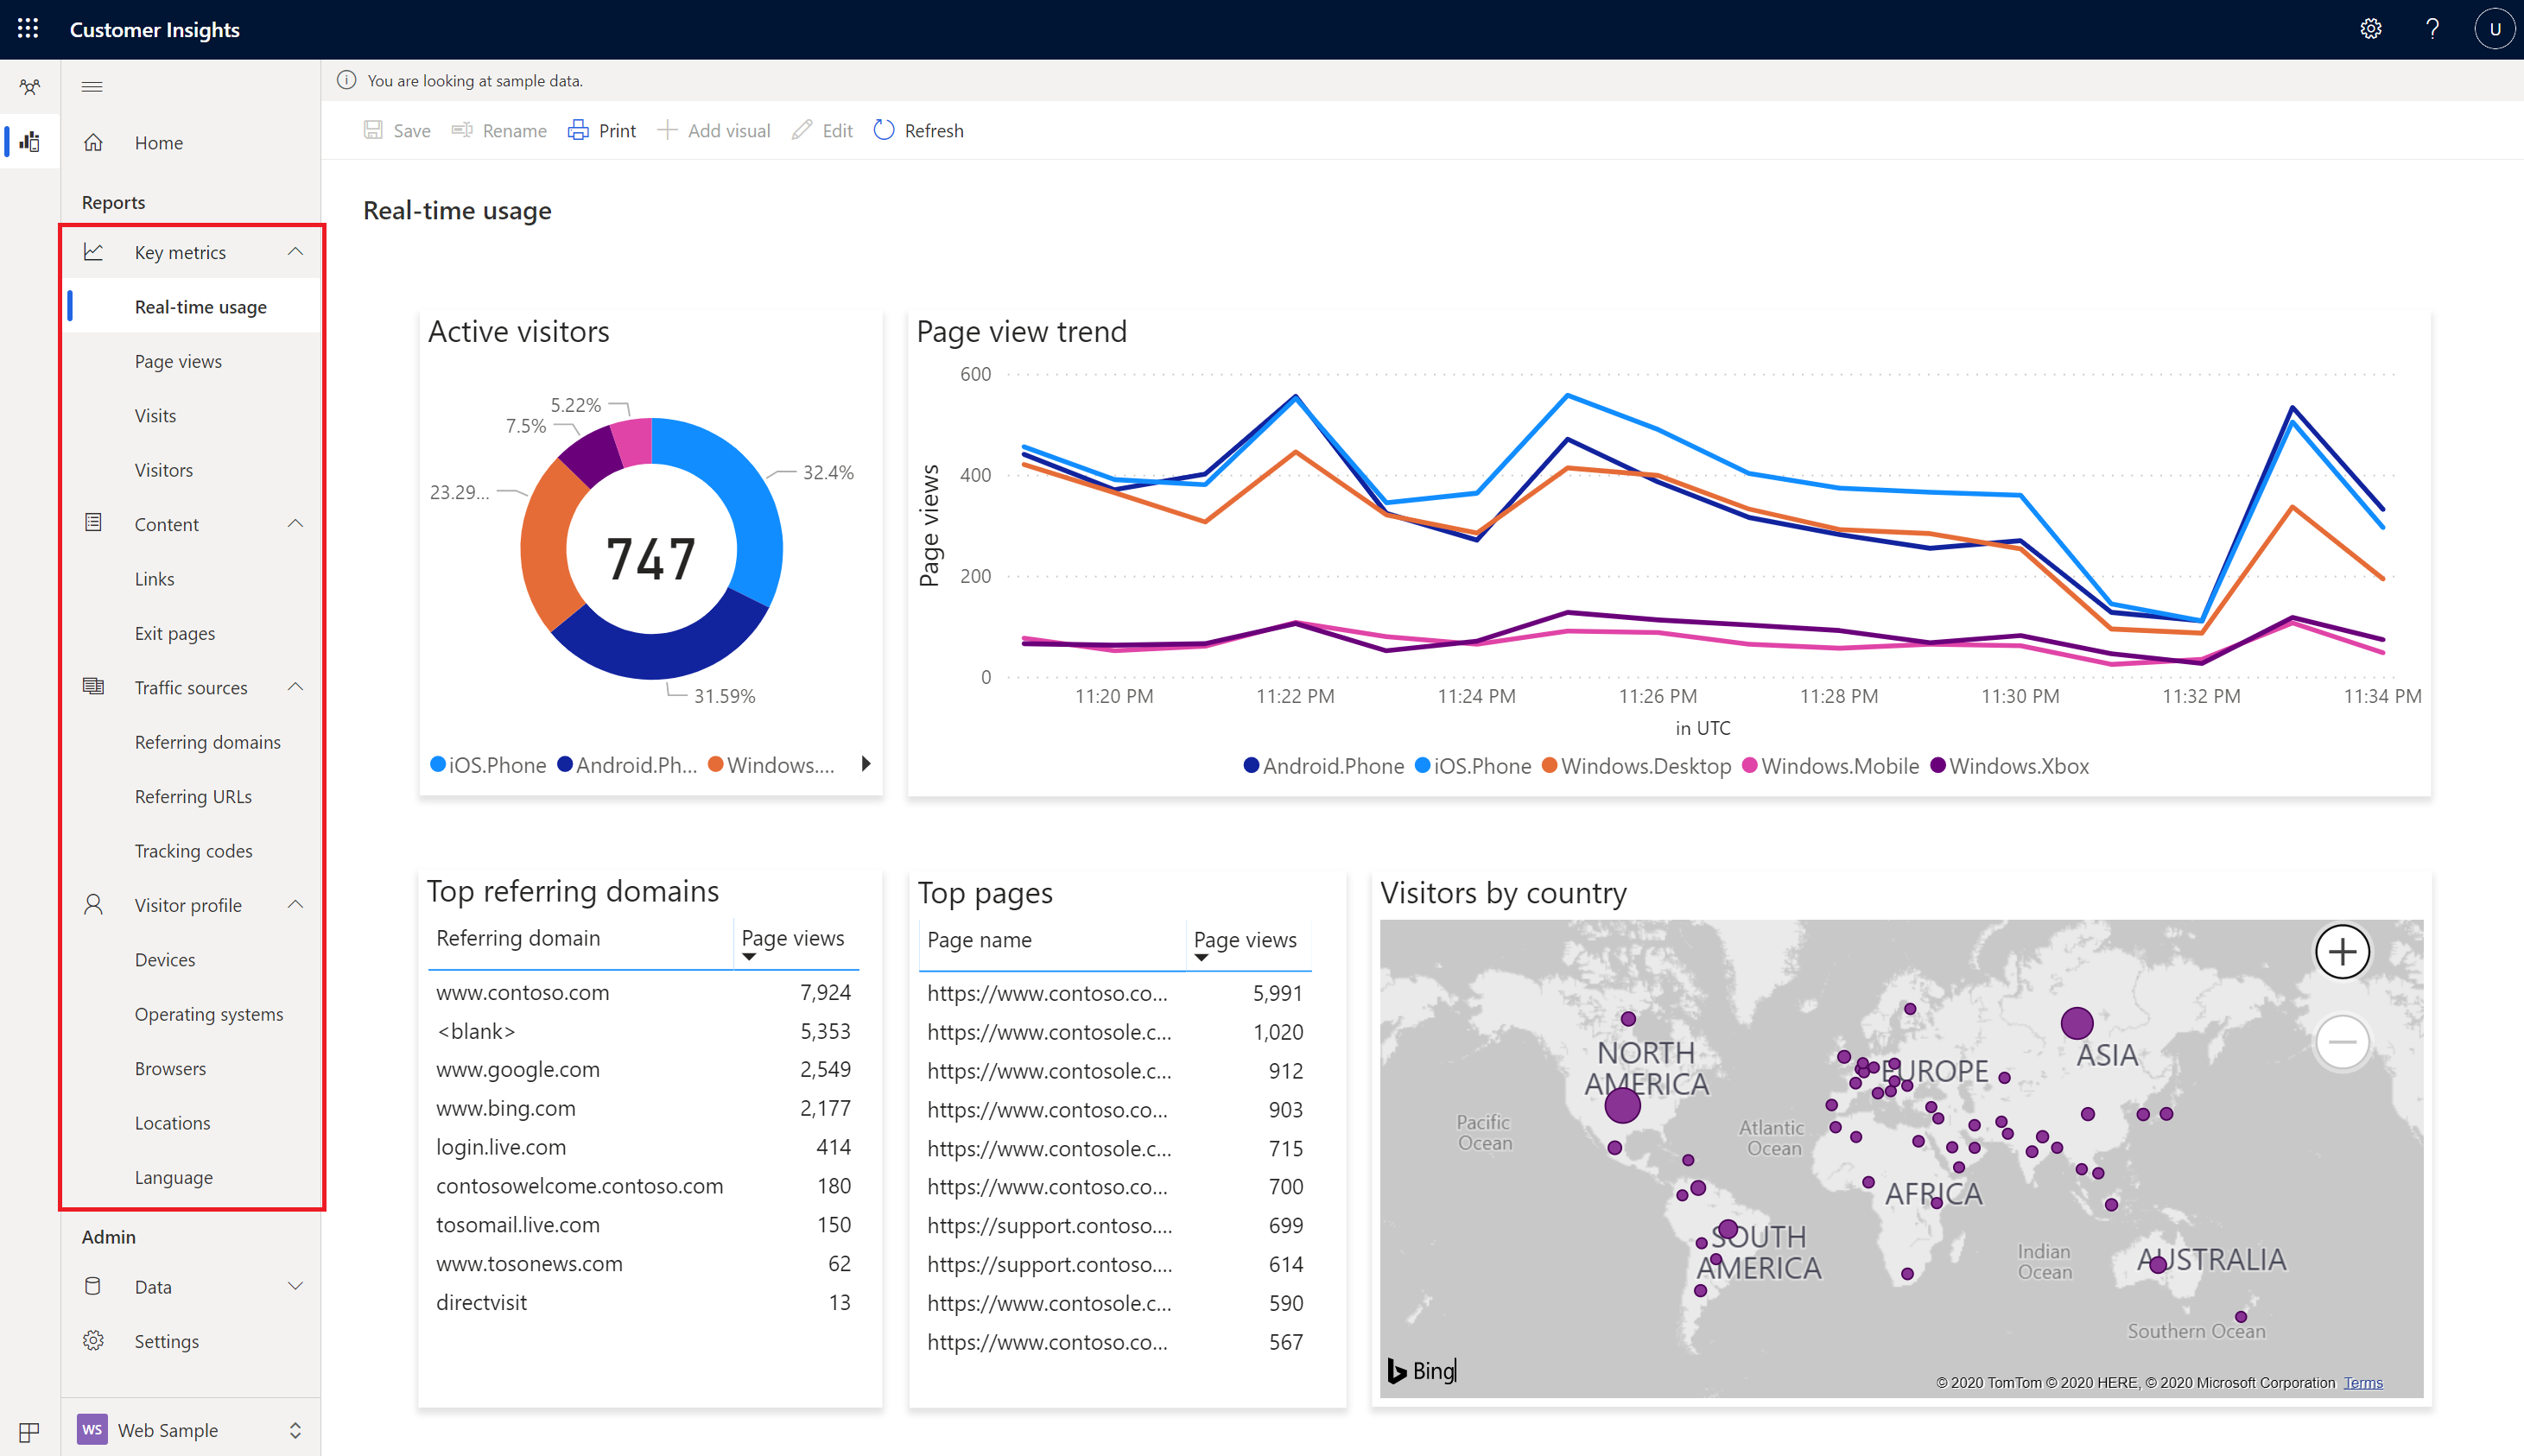 Customer Insights
U
You are looking at sample data.
Save
Rename
Print
Add visual
Edit
Refresh
Home
Reports
Key metrics
Real-time usage
Page views
Visits
Visitors
Content
Links
Exit pages
Traffic sources
Referring domains
Referring URLs
Tracking codes
Visitor profile
Devices
Operating systems
Browsers
Locations
Language
Admin
Data
Settings
WS
Web Sample
Real-time usage
Active visitors
5.22%
7.5%
32.4%
23.29...
747
31.59%
iOS.Phone
Android.Ph...
Windows....
Page view trend
Page views
600
400
200
0
11:20 PM
11:22 PM
11:24 PM
11:26 PM
11:28 PM
11:30 PM
11:32 PM
11:34 PM
in UTC
Android.Phone
iOS.Phone
Windows.Desktop
Windows.Mobile
Windows.Xbox
Top referring domains
Referring domain Page views
www.contoso.com 7,924
<blank> 5,353
www.google.com 2,549
www.bing.com 2,177
login.live.com 414
contosowelcome.contoso.com 180
tosomail.live.com 150
www.tosonews.com 62
directvisit 13
Top pages
Page name Page views
https://www.contoso.co... 5,991
https://www.contosole.c... 1,020
https://www.contosole.c... 912
https://www.contoso.co... 903
https://www.contosole.c... 715
https://www.contoso.co... 700
https://support.contoso.... 699
https://support.contoso.... 614
https://www.contosole.c... 590
https://www.contoso.co... 567
Visitors by country
NORTH
AMERICA
EUROPE
ASIA
Pacific
Ocean
Atlantic
Ocean
AFRICA
SOUTH
AMERICA
Indian
Ocean
AUSTRALIA
Southern Ocean
Bing
© 2020 TomTom © 2020 HERE, © 2020 Microsoft Corporation Terms